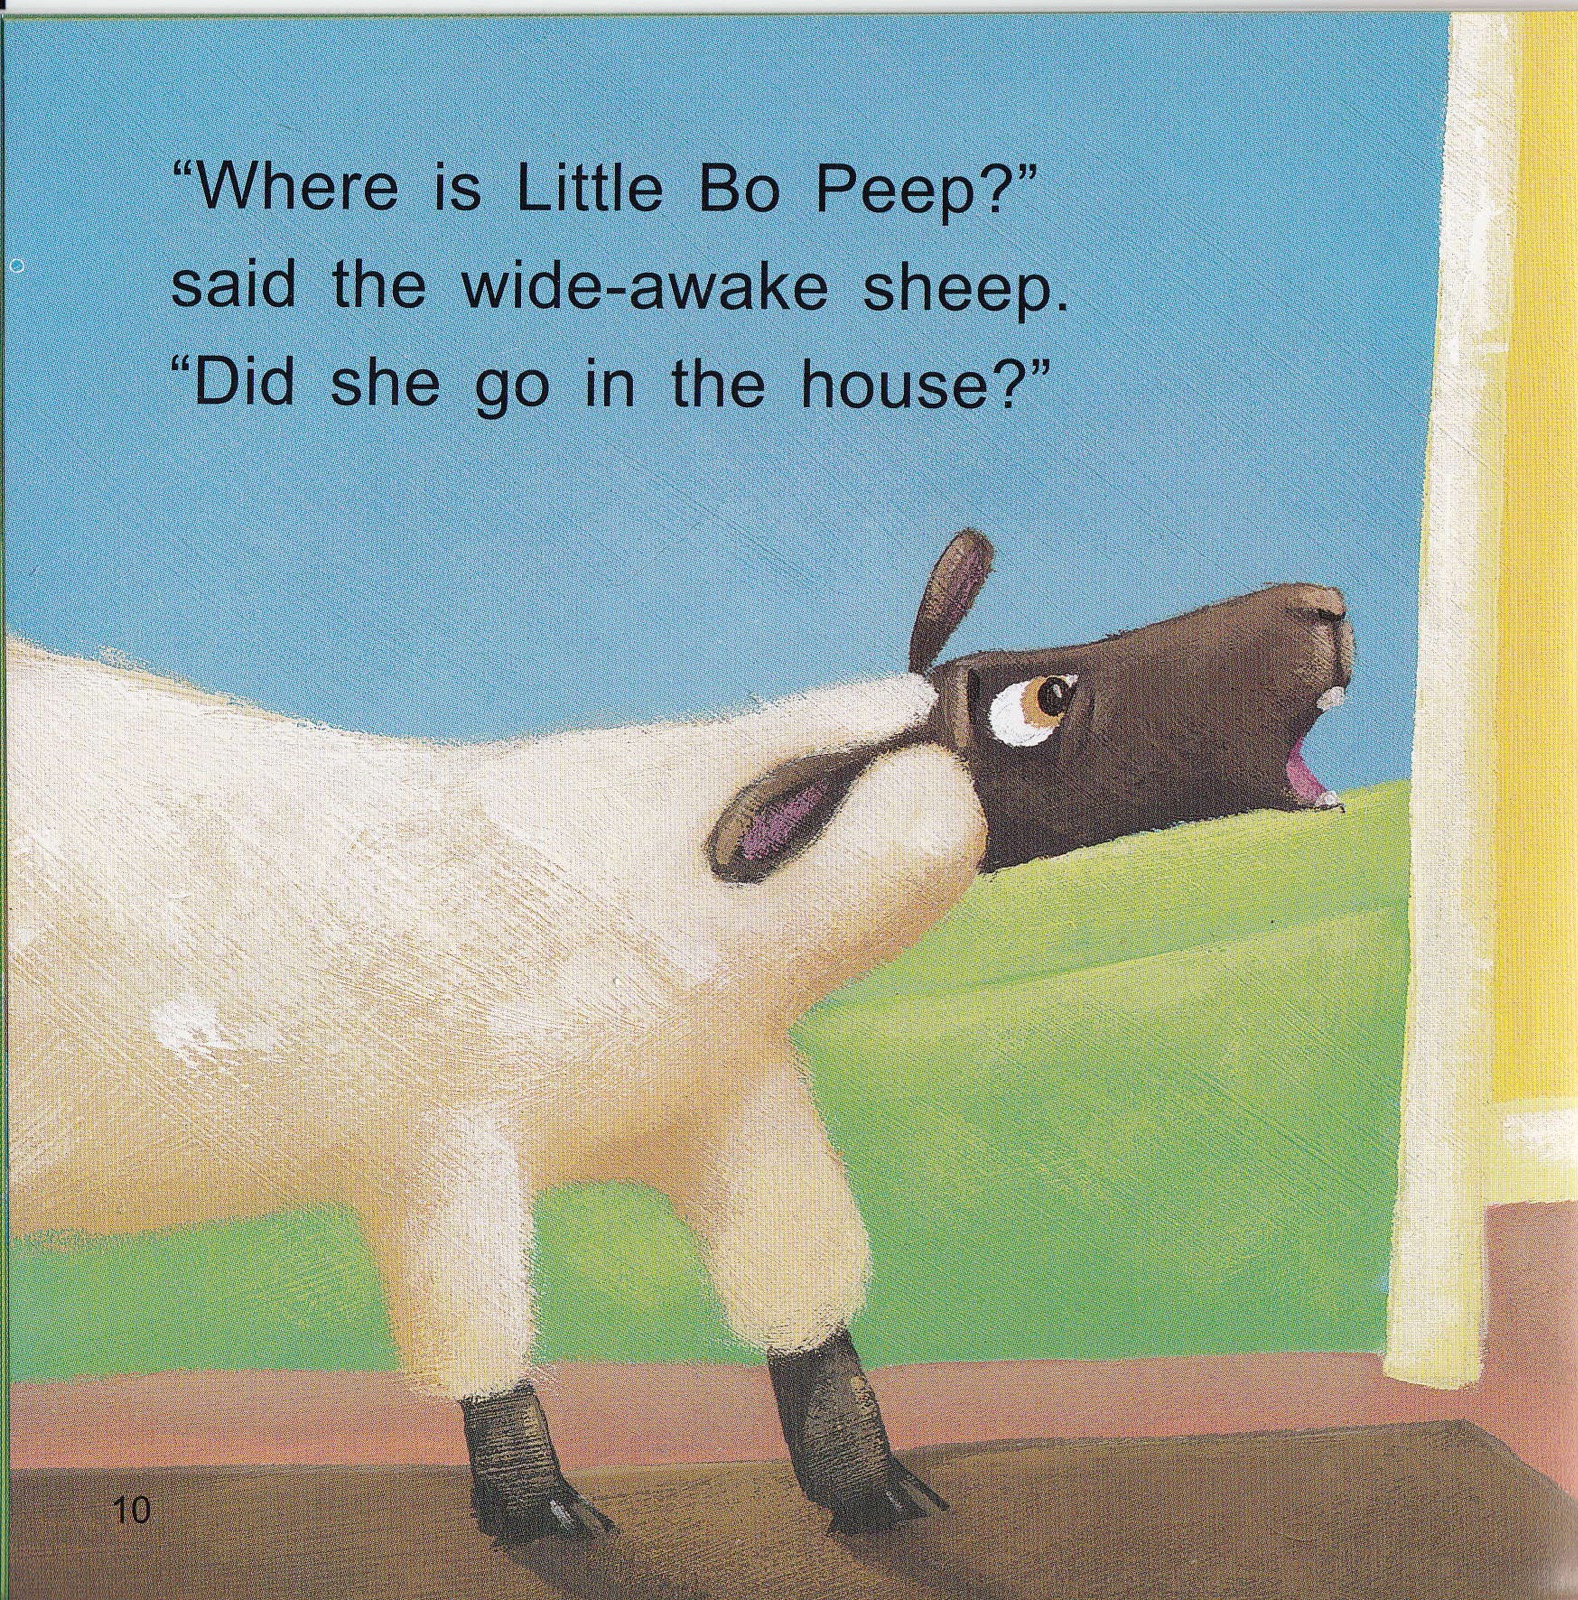 “Where is Little Bo Peep?”
said the wide-awake sheep.
“Did she go in the house?”
10